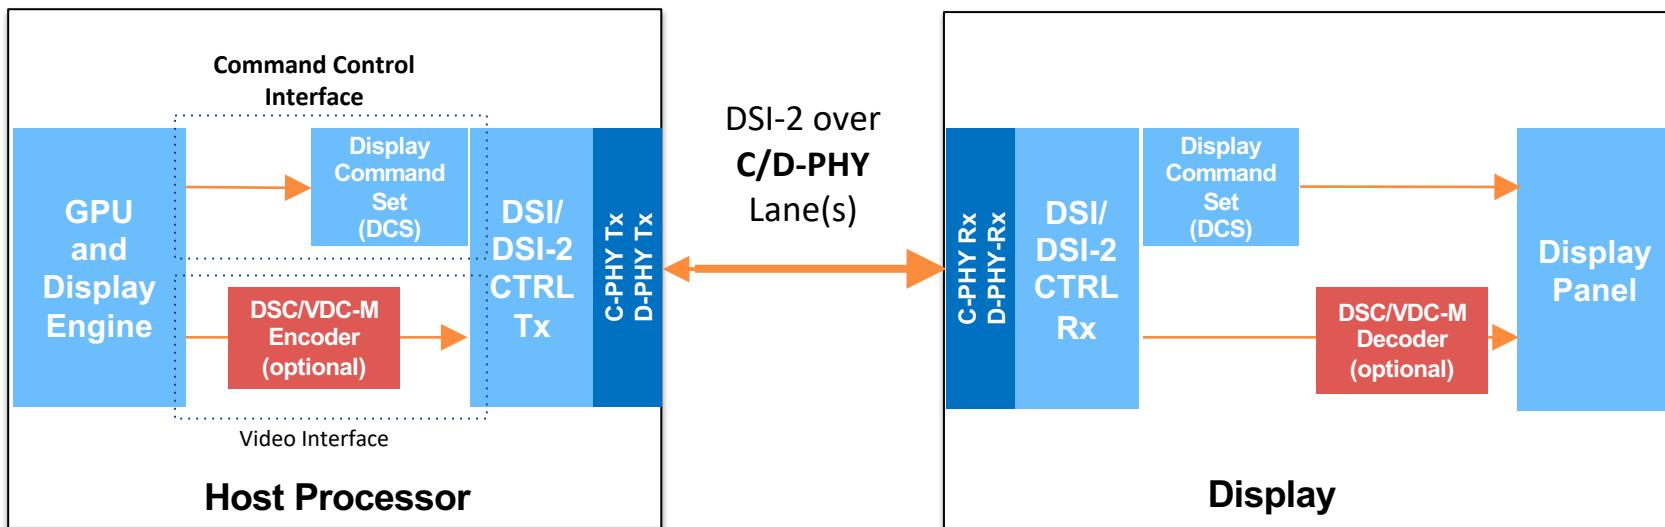 Command Control
Interface
GPU
and
Display
Engine
Display
Command
Set
(DCS)
DSC/VDC-M
Encoder
(optional)
Video Interface
DSI/
DSI-2
CTRL
Tx
C-PHY Tx
D-PHY Tx
Host Processor
DSI-2 over
C/D-PHY
Lane(s)
C-PHY Rx
D-PHY-Rx
DSI/
DSI-2
CTRL
Rx
Display
Command
Set
(DCS)
DSC/VDC-M
Decoder
(optional)
Display
Panel
Display